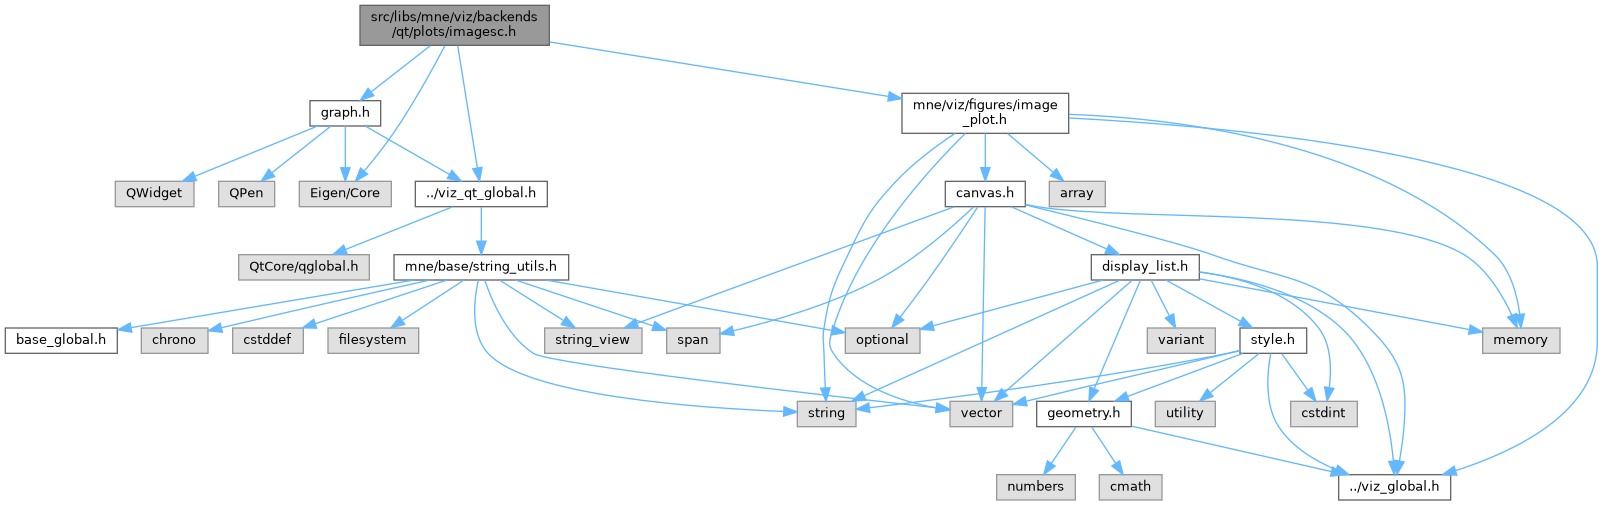 src/libs/mne/viz/backends
/qt/plots/imagesc.h
mne/viz/figures/image
_plot.h
graph.h
QWidget
QPen
Eigen/Core
../viz_qt_global.h
canvas.h
array
QtCore/qglobal.h
mne/base/string_utils.h
display_list.h
base_global.h
chrono
cstddef
filesystem
string_view
span
optional
variant
style.h
memory
string
vector
geometry.h
utility
cstdint
numbers
cmath
../viz_global.h